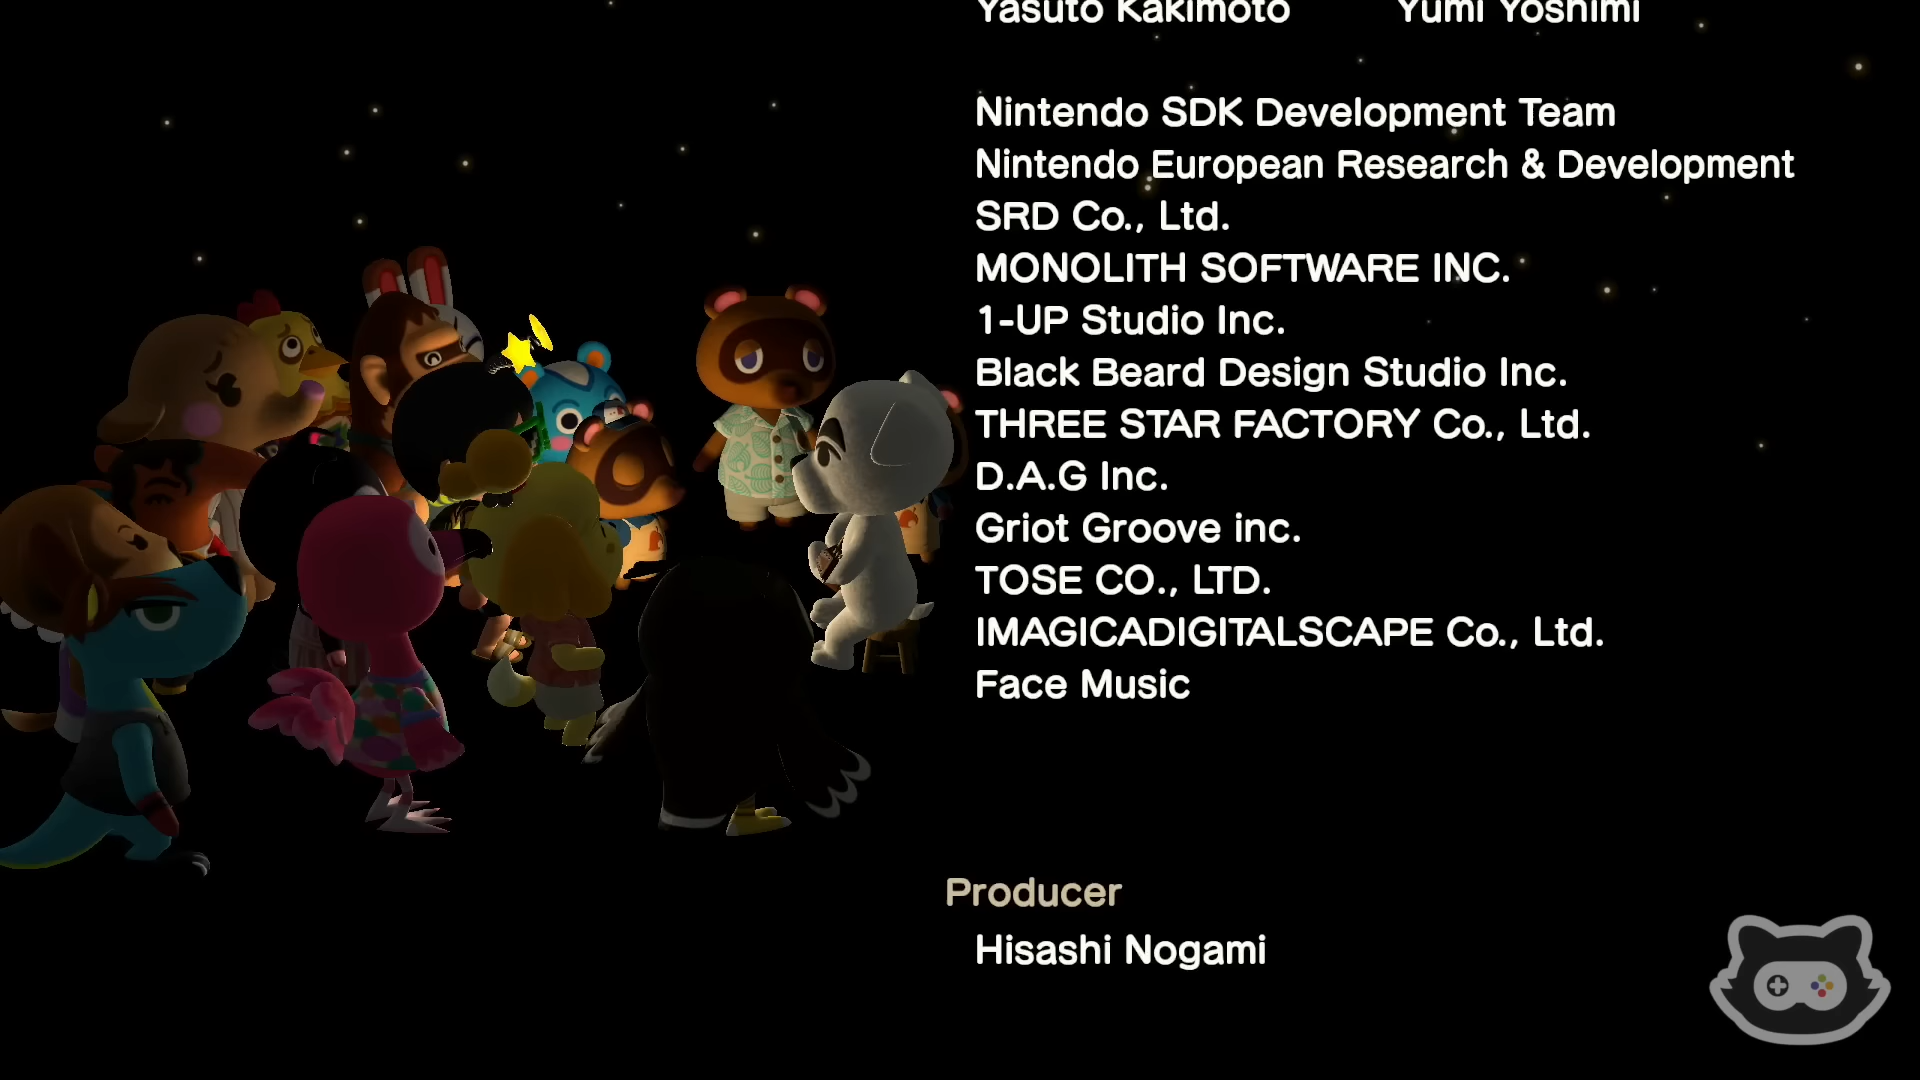 Yasuto Kakimoto Yumi Yoshimi
Nintendo SDK Development Team
Nintendo European Research & Development
SRD Co., Ltd.
MONOLITH SOFTWARE INC.
1-UP Studio Inc.
Black Beard Design Studio Inc.
THREE STAR FACTORY Co., Ltd.
D.A.G Inc.
Griot Groove inc.
TOSE CO., LTD.
IMAGICADIGITALSCAPE Co., Ltd.
Face Music
Producer
Hisashi Nogami